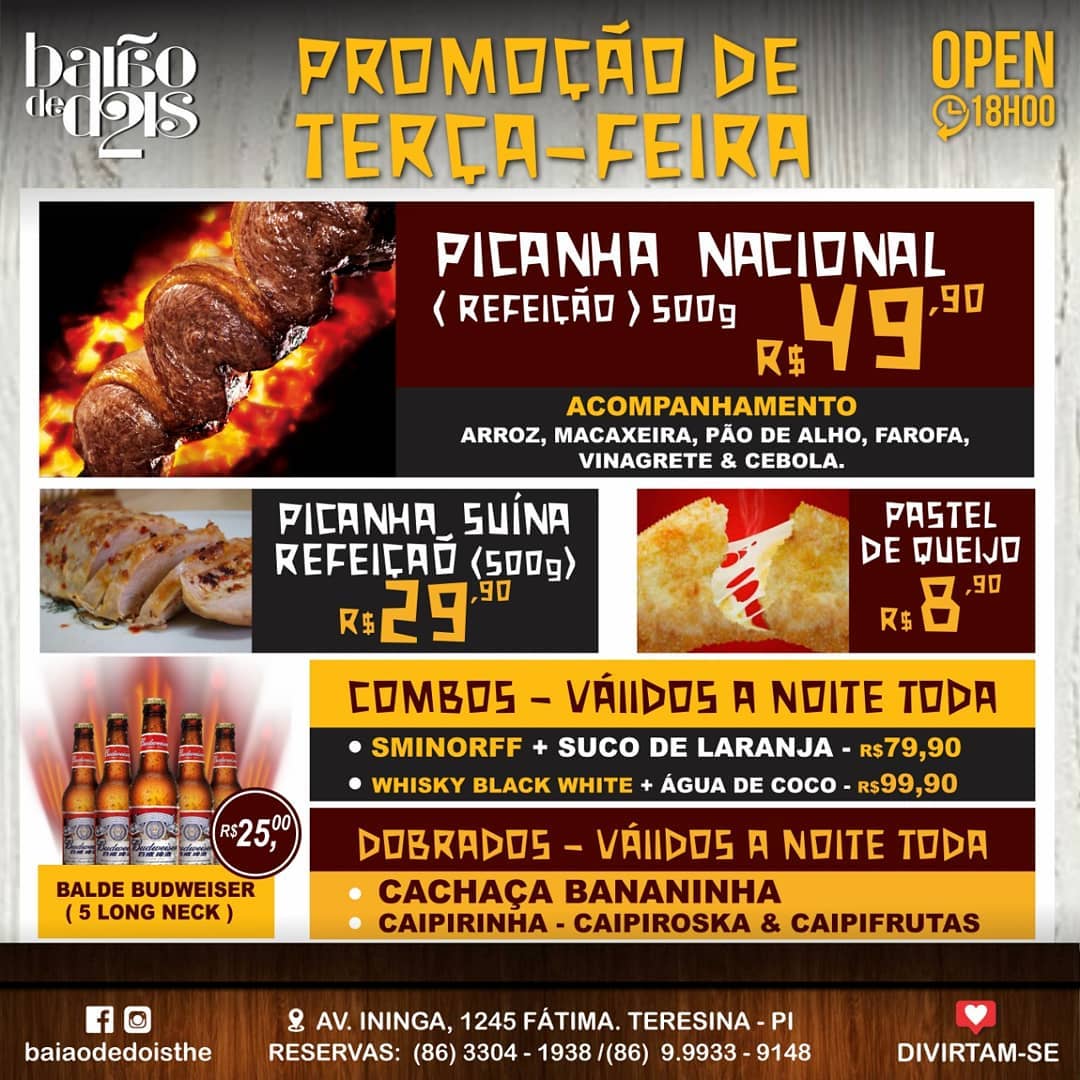 baião
de d2is
PROMOÇÃO DE
TERÇA-FEIRA
OPEN
18H00
PICANHA NACIONAL
(REFEIÇÃO) 500g
R$49,90
ACOMPANHAMENTO
ARROZ, MACAXEIRA, PÃO DE ALHO, FAROFA,
VINAGRETE & CEBOLA.
PICANHA SUÍNA
REFEIÇAÕ (500g)
R$29,90
PASTEL
DE QUEIJO
R$8,90
COMBOS - VÁIIDOS A NOITE TODA
• SMINORFF + SUCO DE LARANJA - R$79,90
• WHISKY BLACK WHITE + ÁGUA DE COCO - R$99,90
DOBRADOS - VÁIIDOS A NOITE TODA
• CACHAÇA BANANINHA
• CAIPIRINHA - CAIPIROSKA & CAIPIFRUTAS
Budweiser
R$25,00
BALDE BUDWEISER
( 5 LONG NECK )
baiaodedoisthe
AV. ININGA, 1245 FÁTIMA. TERESINA - PI
RESERVAS: (86) 3304 - 1938 /(86) 9.9933 - 9148
DIVIRTAM-SE